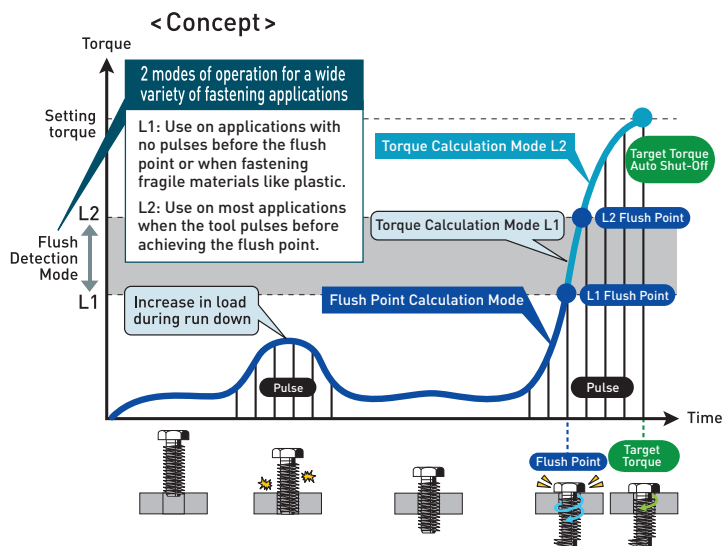 <Concept>
Torque
2 modes of operation for a wide
variety of fastening applications
L1: Use on applications with
no pulses before the flush
point or when fastening
fragile materials like plastic.
L2: Use on most applications
when the tool pulses before
achieving the flush point.
Setting
torque
Torque Calculation Mode L2
Target Torque
Auto Shut-Off
L2
L2 Flush Point
Torque Calculation Mode L1
Flush
Detection
Mode
L1
L1 Flush Point
Increase in load
during run down
Flush Point Calculation Mode
Pulse
Pulse
Time
Flush Point
Target
Torque